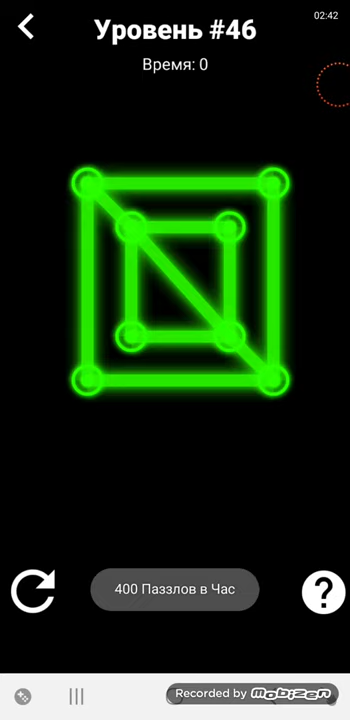 02:42
Уровень #46
Время: 0
400 Паззлов в Час
?
Recorded by Mobizen